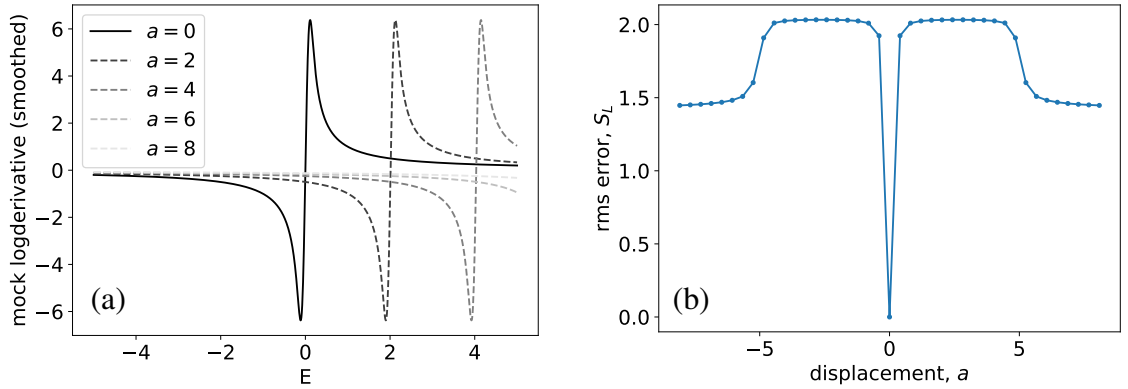 6
4
2
0
−2
−4
−6
mock logderivative (smoothed)
a = 0
a = 2
a = 4
a = 6
a = 8
(a)
−4 −2 0 2 4
E
2.0
1.5
1.0
0.5
0.0
rms error, S_L
(b)
−5 0 5
displacement, a